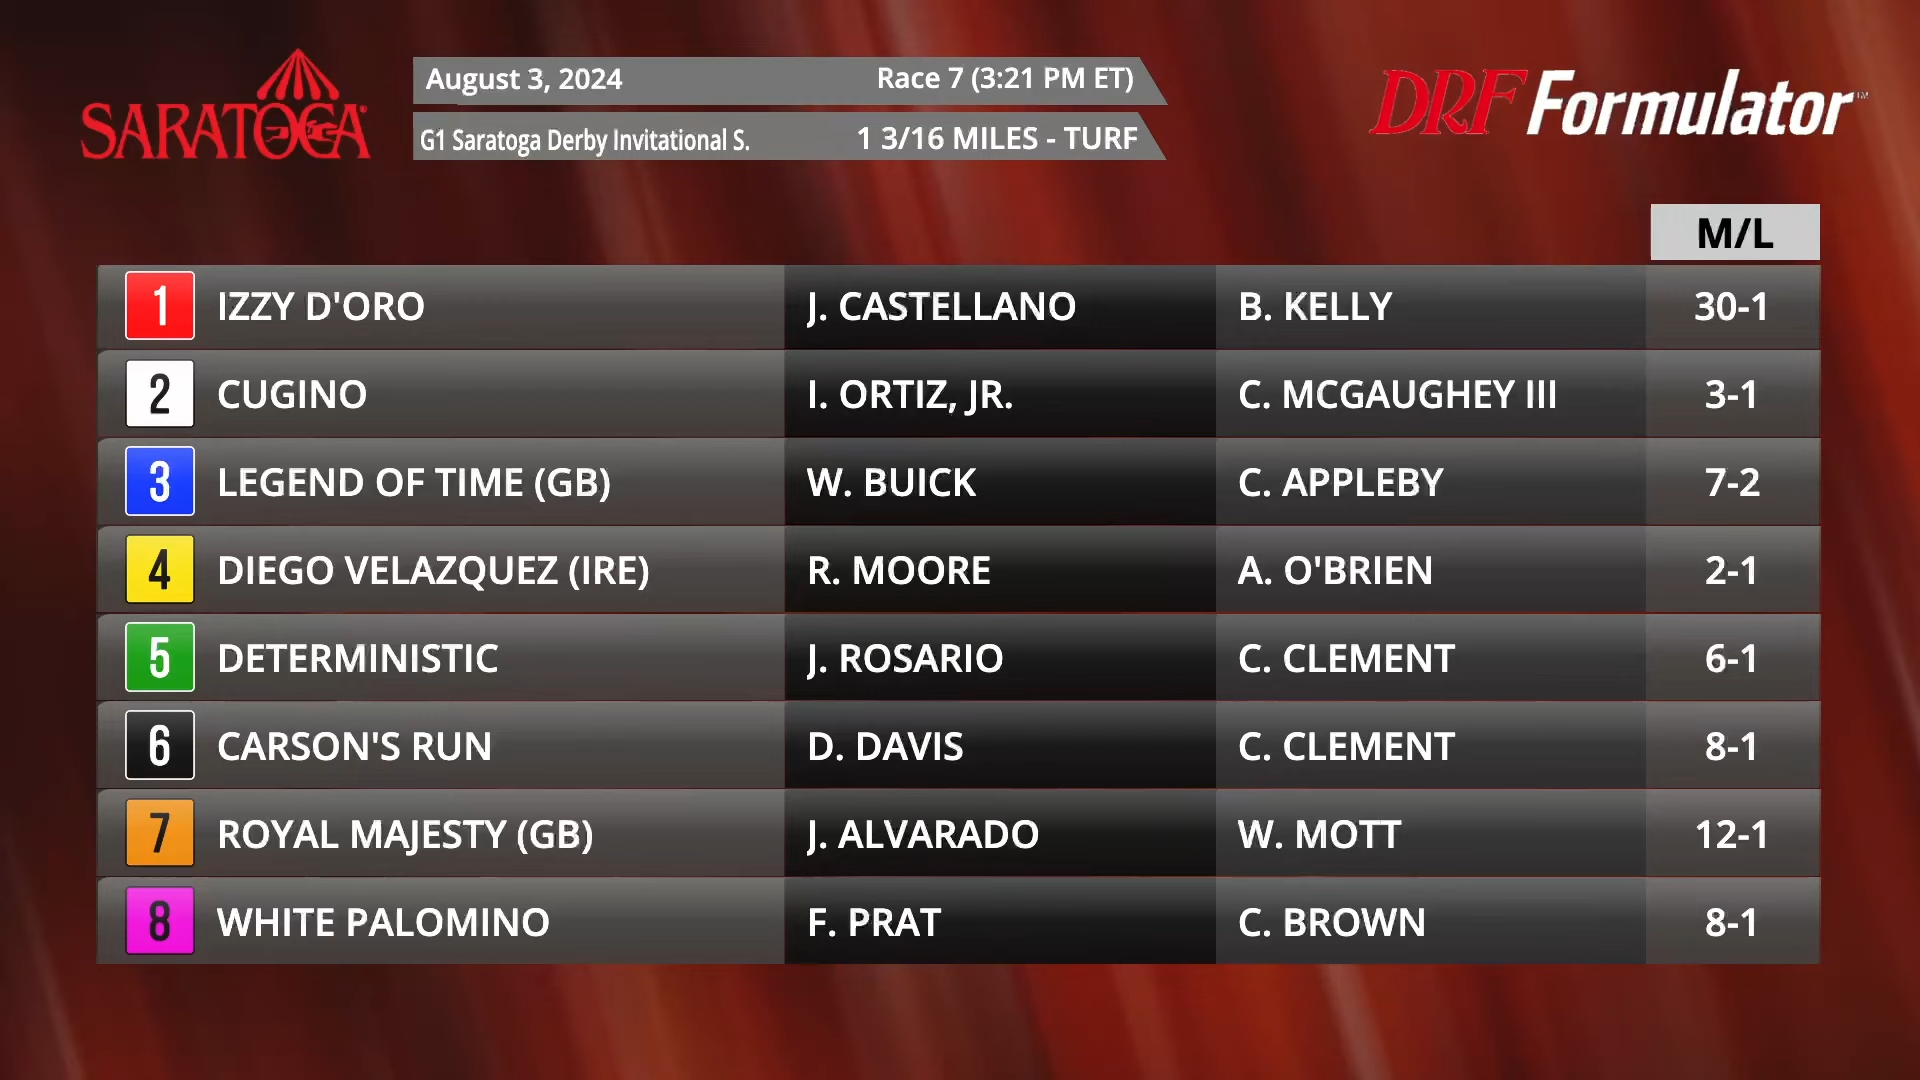 SARATOGA
August 3, 2024 Race 7 (3:21 PM ET)
G1 Saratoga Derby Invitational S. 1 3/16 MILES - TURF
DRF Formulator™
M/L
1 IZZY D'ORO J. CASTELLANO B. KELLY 30-1
2 CUGINO I. ORTIZ, JR. C. MCGAUGHEY III 3-1
3 LEGEND OF TIME (GB) W. BUICK C. APPLEBY 7-2
4 DIEGO VELAZQUEZ (IRE) R. MOORE A. O'BRIEN 2-1
5 DETERMINISTIC J. ROSARIO C. CLEMENT 6-1
6 CARSON'S RUN D. DAVIS C. CLEMENT 8-1
7 ROYAL MAJESTY (GB) J. ALVARADO W. MOTT 12-1
8 WHITE PALOMINO F. PRAT C. BROWN 8-1